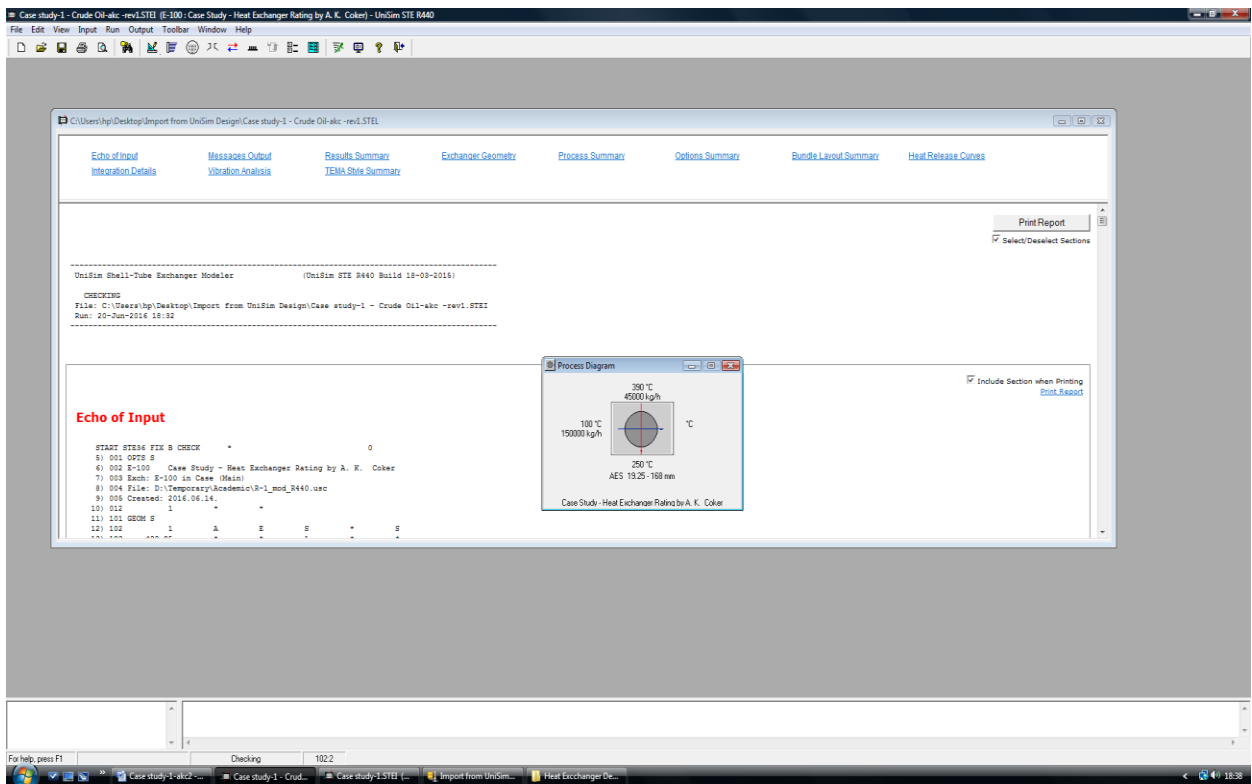 Case study-1 - Crude Oil-akc -rev1.STEI (E-100 : Case Study - Heat Exchanger Rating by A. K. Coker) - UniSim STE R440
File Edit View Input Run Output Toolbar Window Help
C:\Users\hp\Desktop\Import from UniSim Design\Case study-1 - Crude Oil-akc -rev1.STEL
Echo of Input Messages Output Results Summary Exchanger Geometry Process Summary Options Summary Bundle Layout Summary Heat Release Curves
Integration Details Vibration Analysis TEMA Style Summary
Print Report
Select/Deselect Sections
UniSim Shell-Tube Exchanger Modeler (UniSim STE R440 Build 18-03-2015)
CHECKING
File: C:\Users\hp\Desktop\Import from UniSim Design\Case study-1 - Crude Oil-akc -rev1.STEI
Run: 20-Jun-2016 18:32
Include Section when Printing
Print Report
Echo of Input
START STE36 FIX B CHECK * 0
5) 001 OPTS S
6) 002 E-100 Case Study - Heat Exchanger Rating by A. K. Coker
7) 003 Exch: E-100 in Case (Main)
8) 004 File: D:\Temporary\Academic\R-1_mod_R440.usc
9) 005 Created: 2016.06.14.
10) 012 1 * *
11) 101 GEOM S
12) 102 1 A E S * S
Process Diagram
390 °C
45000 kg/h
100 °C
150000 kg/h
°C
250 °C
AES 19.25 - 168 mm
Case Study - Heat Exchanger Rating by A. K. Coker
For help, press F1 Checking 102:2
Case study-1-akc2 -... Case study-1 - Crud... Case study-1.STEI (... Import from UniSim... Heat Excchanger De... 18:38